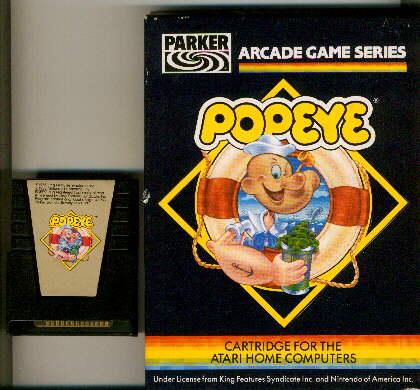 PARKER
ARCADE GAME SERIES
POPEYE
CARTRIDGE FOR THE
ATARI HOME COMPUTERS
Under License from King Features Syndicate Inc. and Nintendo of America Inc.
POPEYE